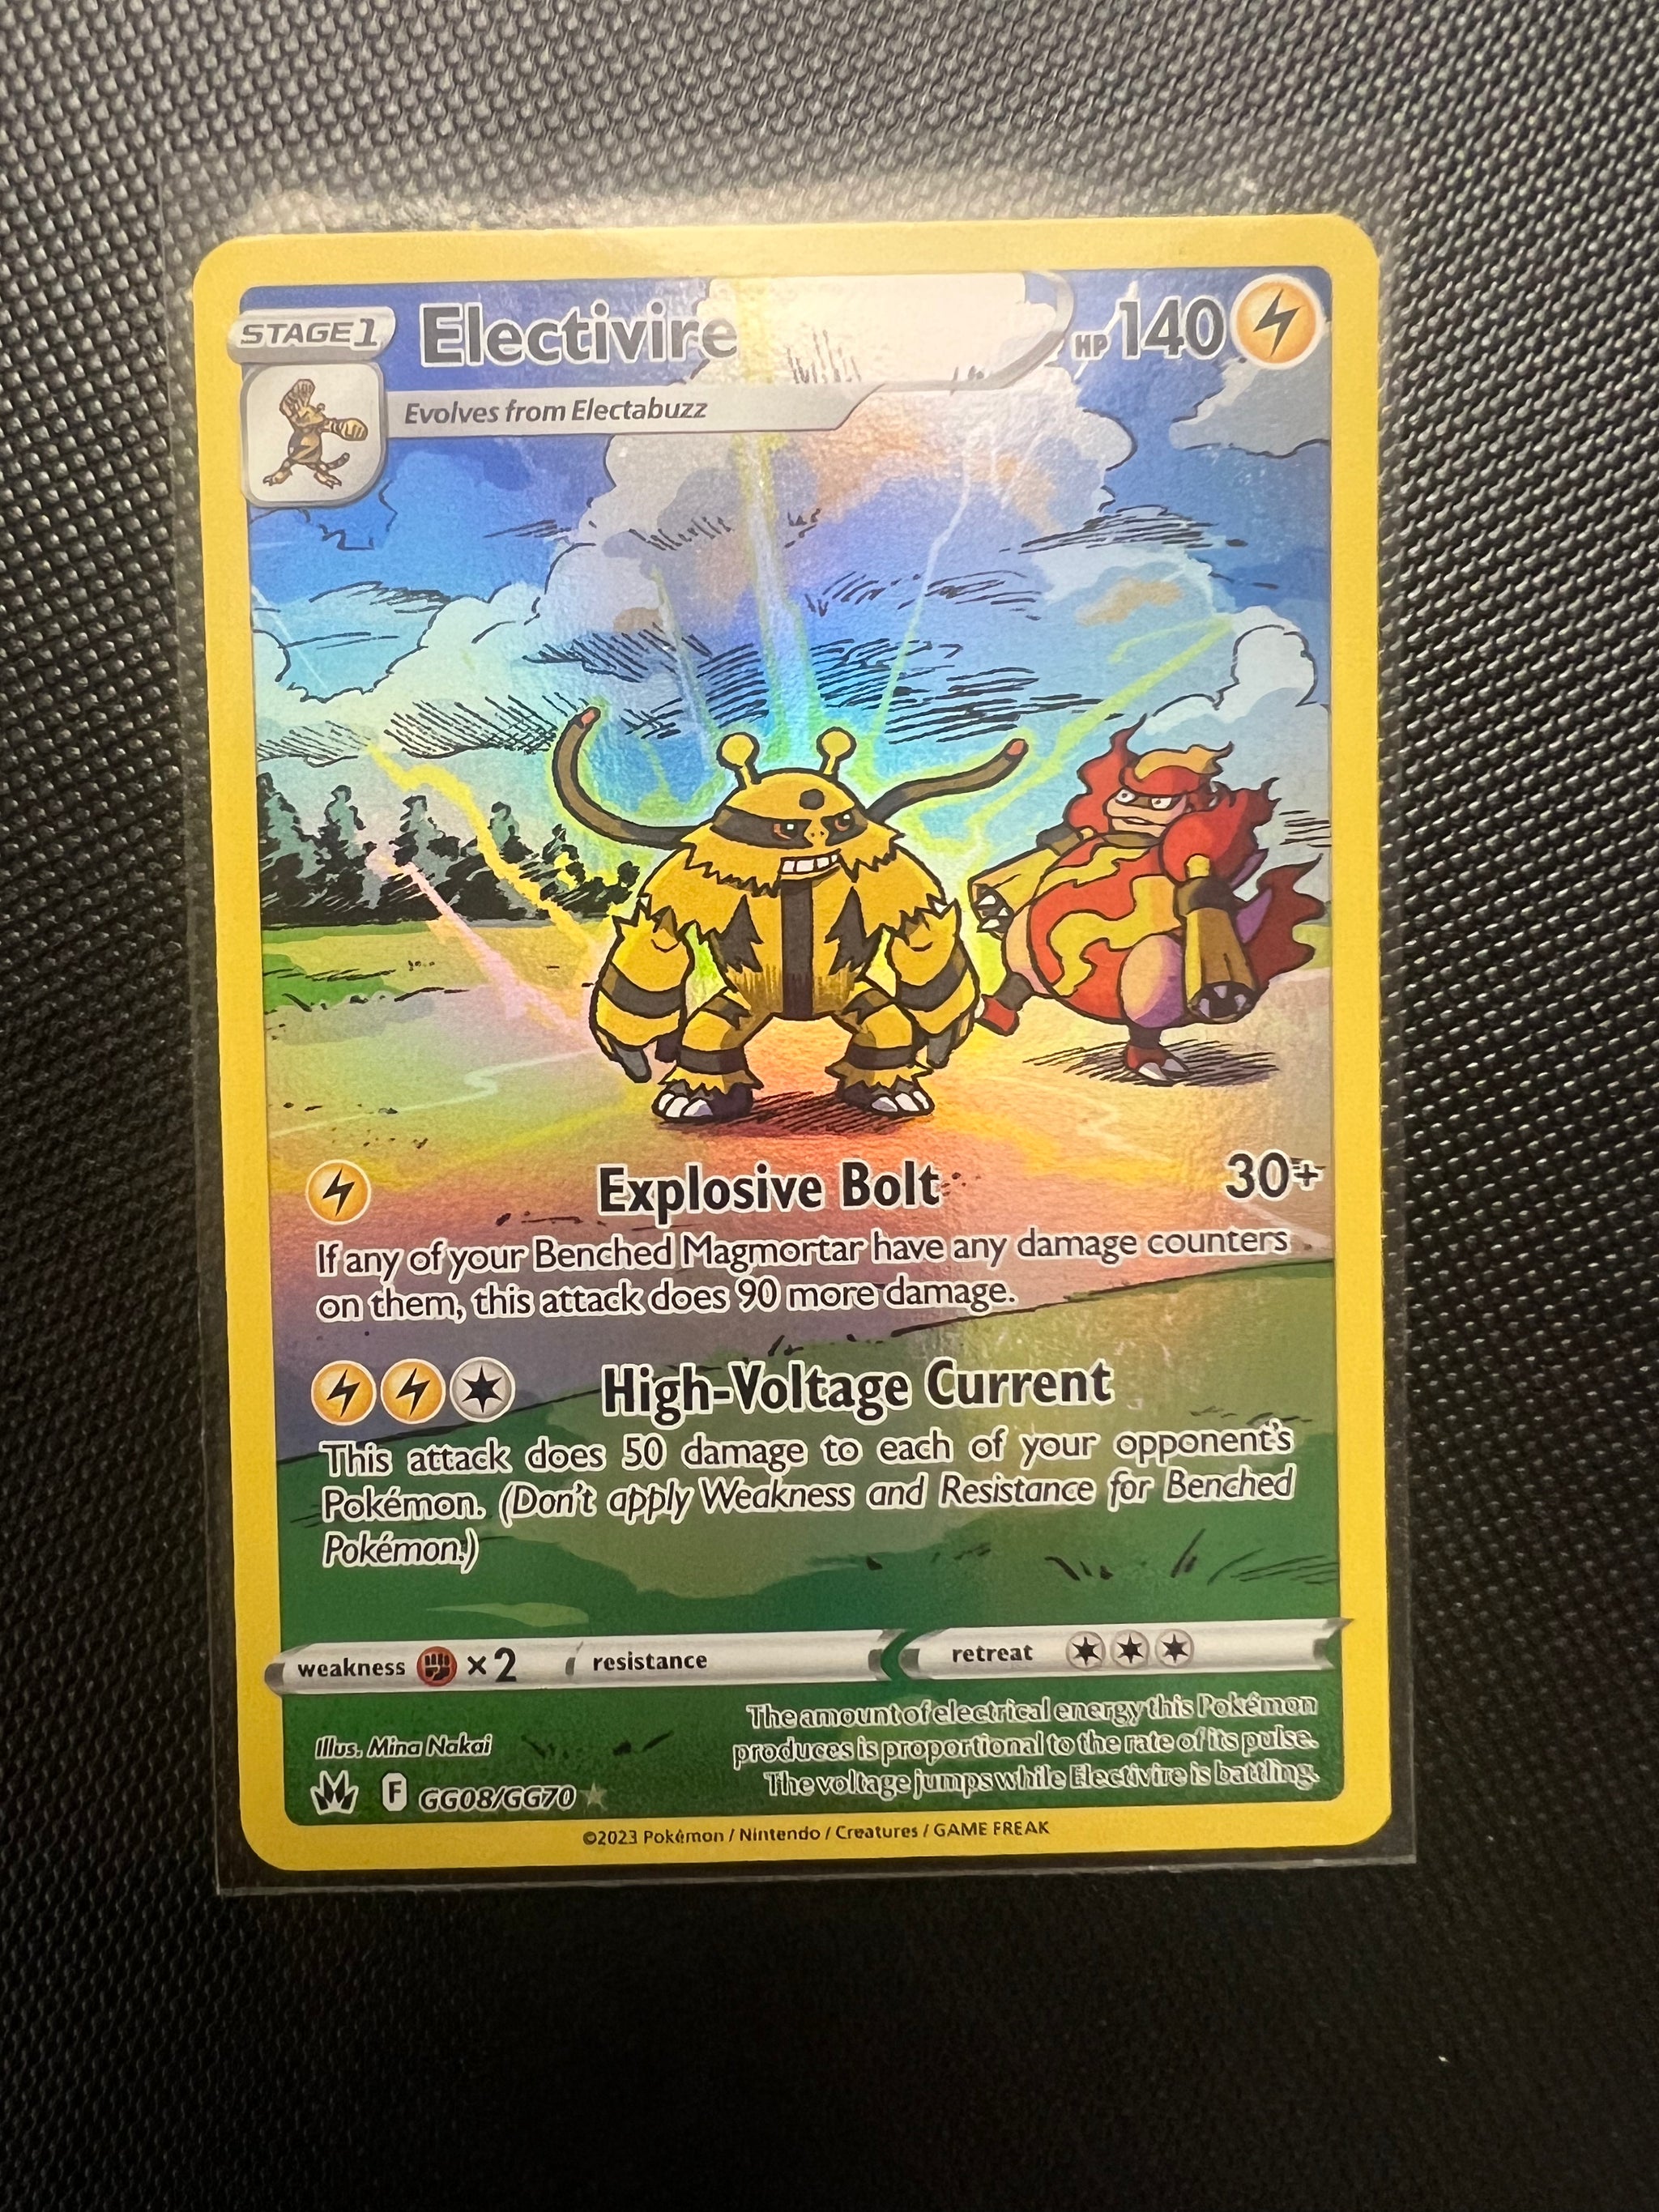 STAGE 1 Electivire HP 140
Evolves from Electabuzz
Explosive Bolt 30+
If any of your Benched Magmortar have any damage counters
on them, this attack does 90 more damage.
High-Voltage Current
This attack does 50 damage to each of your opponent's
Pokémon. (Don't apply Weakness and Resistance for Benched
Pokémon.)
weakness ×2 resistance retreat
The amount of electrical energy this Pokémon
produces is proportional to the rate of its pulse.
The voltage jumps while Electivire is battling.
Illus. Mina Nakai
F GG08/GG70
©2023 Pokémon / Nintendo / Creatures / GAME FREAK